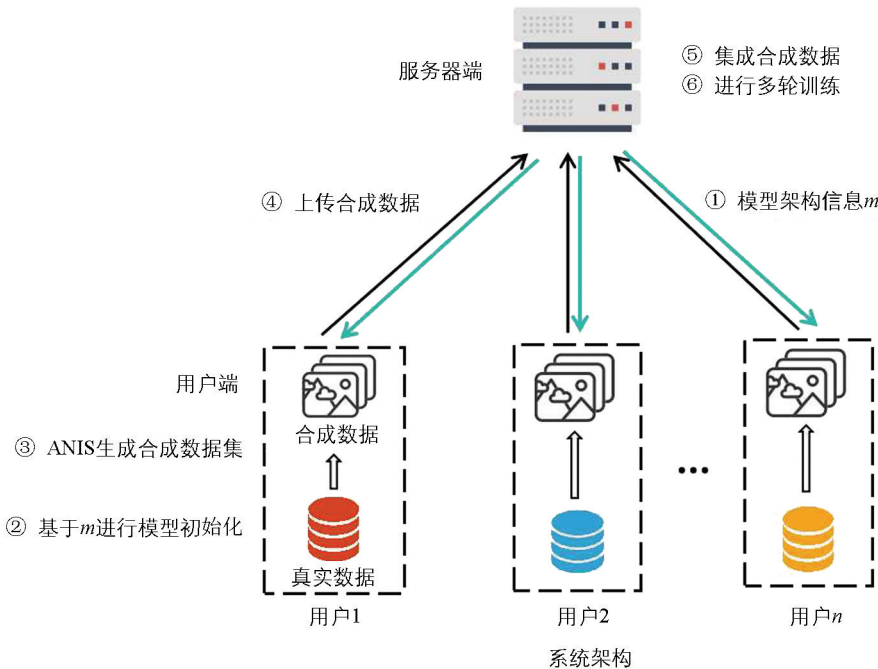 服务器端
⑤ 集成合成数据
⑥ 进行多轮训练
④ 上传合成数据
① 模型架构信息m
用户端
合成数据
③ ANIS生成合成数据集
② 基于m进行模型初始化
真实数据
...
用户1
用户2
用户n
系统架构